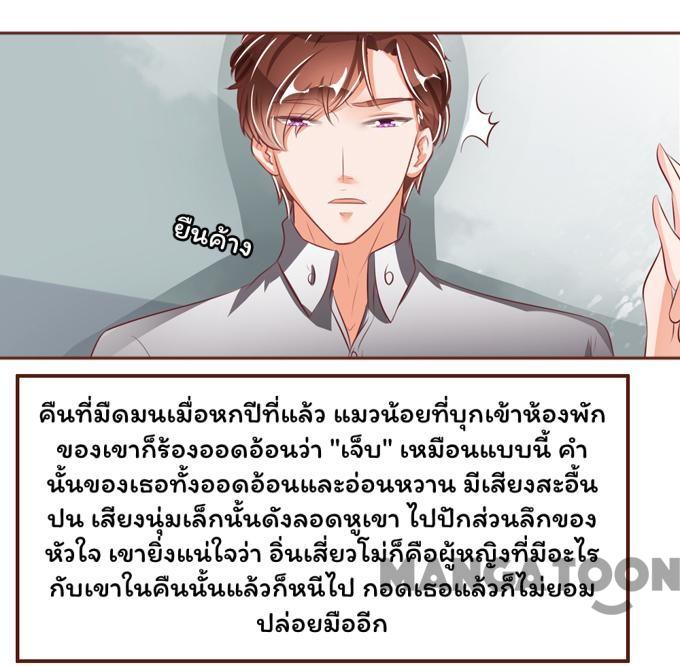 ยืนค้าง
คืนที่มืดมนเมื่อหกปีที่แล้ว แมวน้อยที่บุกเข้าห้องพัก
ของเขาก็ร้องออดอ้อนว่า "เจ็บ" เหมือนแบบนี้ คำ
นั้นของเธอทั้งออดอ้อนและอ่อนหวาน มีเสียงสะอื้น
ปน เสียงนุ่มเล็กนั้นดังลอดหูเขา ไปปักส่วนลึกของ
หัวใจ เขายิ่งแน่ใจว่า อิ่นเสี่ยวโม่ก็คือผู้หญิงที่มีอะไร
กับเขาในคืนนั้นแล้วก็หนีไป กอดเธอแล้วก็ไม่ยอม
ปล่อยมืออีก
MANGATOON